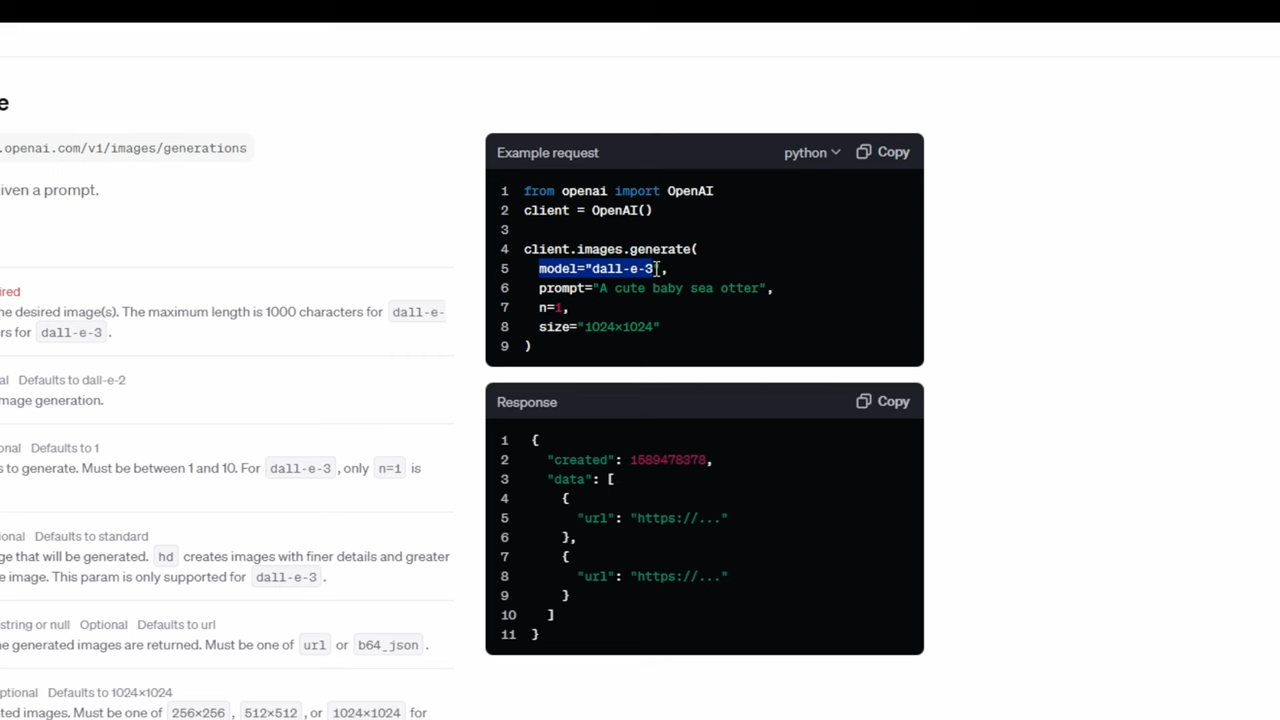 e
.openai.com/v1/images/generations
iven a prompt.
ired
ne desired image(s). The maximum length is 1000 characters for dall-e-
rs for dall-e-3 .
al Defaults to dall-e-2
mage generation.
onal Defaults to 1
s to generate. Must be between 1 and 10. For dall-e-3 , only n=1 is
ional Defaults to standard
ge that will be generated. hd creates images with finer details and greater
e image. This param is only supported for dall-e-3 .
string or null Optional Defaults to url
ne generated images are returned. Must be one of url or b64_json .
ptional Defaults to 1024x1024
ted images. Must be one of 256x256 , 512x512 , or 1024x1024 for
Example request python Copy
1 from openai import OpenAI
2 client = OpenAI()
3
4 client.images.generate(
5 model="dall-e-3",
6 prompt="A cute baby sea otter",
7 n=1,
8 size="1024x1024"
9 )
Response Copy
1 {
2 "created": 1589478378,
3 "data": [
4 {
5 "url": "https://..."
6 },
7 {
8 "url": "https://..."
9 }
10 ]
11 }